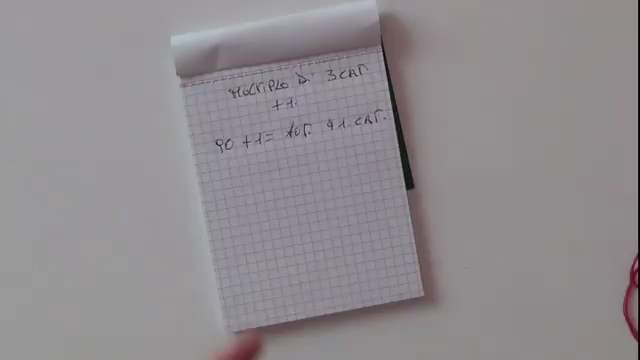 MULTIPLO DI 3 CAT.
+1.
90 +1= TOT. 91 CAT.